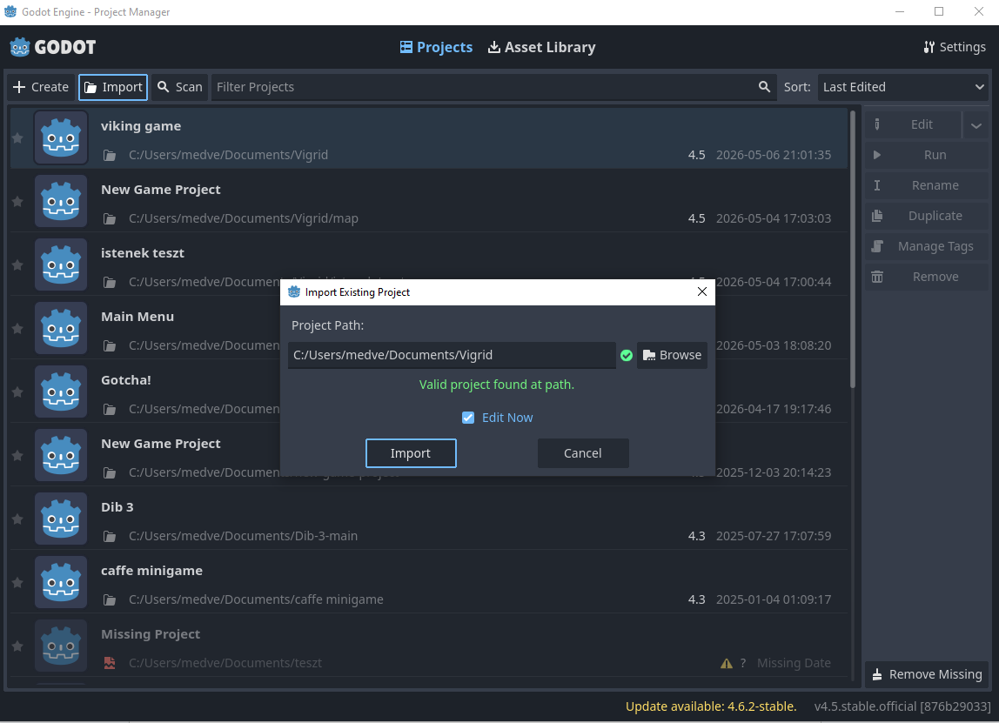 Godot Engine - Project Manager
GODOT
Projects
Asset Library
Settings
Create
Import
Scan
Filter Projects
Sort:
Last Edited
viking game
C:/Users/medve/Documents/Vigrid
4.5 2026-05-06 21:01:35
New Game Project
C:/Users/medve/Documents/Vigrid/map
4.5 2026-05-04 17:03:03
istenek teszt
C:/Users/medve/Documen
2026-05-04 17:00:44
Main Menu
C:/Users/medve/Documen
2026-05-03 18:08:20
Gotcha!
C:/Users/medve/Documen
2026-04-17 19:17:46
New Game Project
C:/Users/medve/Documen
2025-12-03 20:14:23
Dib 3
C:/Users/medve/Documents/Dib-3-main
4.3 2025-07-27 17:07:59
caffe minigame
C:/Users/medve/Documents/caffe minigame
4.3 2025-01-04 01:09:17
Missing Project
C:/Users/medve/Documents/teszt
? Missing Date
Edit
Run
Rename
Duplicate
Manage Tags
Remove
Remove Missing
Import Existing Project
Project Path:
C:/Users/medve/Documents/Vigrid
Browse
Valid project found at path.
Edit Now
Import
Cancel
Update available: 4.6.2-stable.
v4.5.stable.official [876b29033]